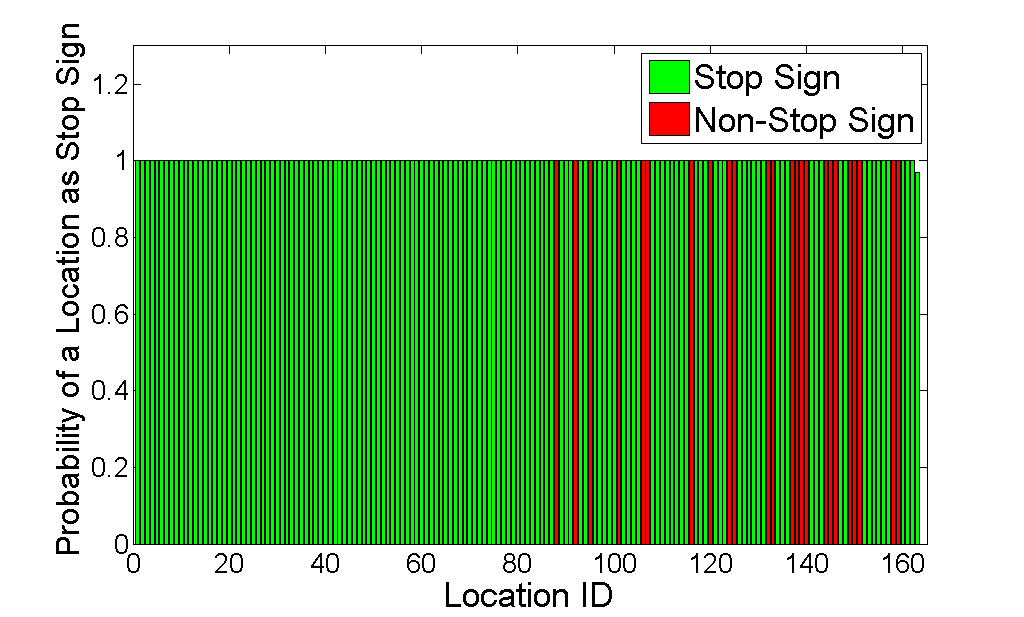 Probability of a Location as Stop Sign
1.2
1
0.8
0.6
0.4
0.2
0
Stop Sign
Non-Stop Sign
0 20 40 60 80 100 120 140 160
Location ID